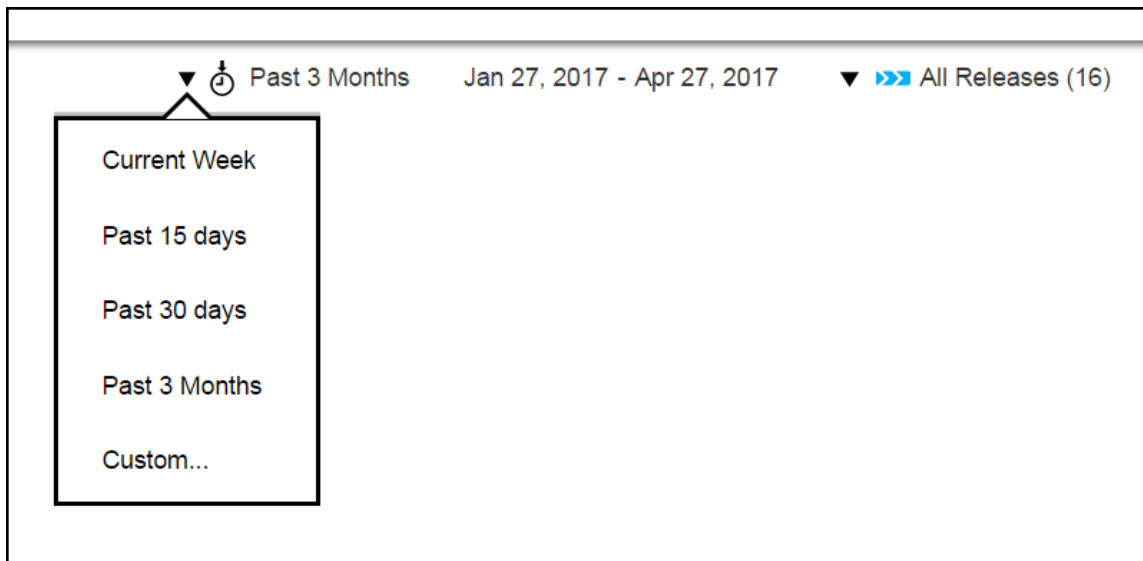 Past 3 Months Jan 27, 2017 - Apr 27, 2017 All Releases (16)
Current Week
Past 15 days
Past 30 days
Past 3 Months
Custom...